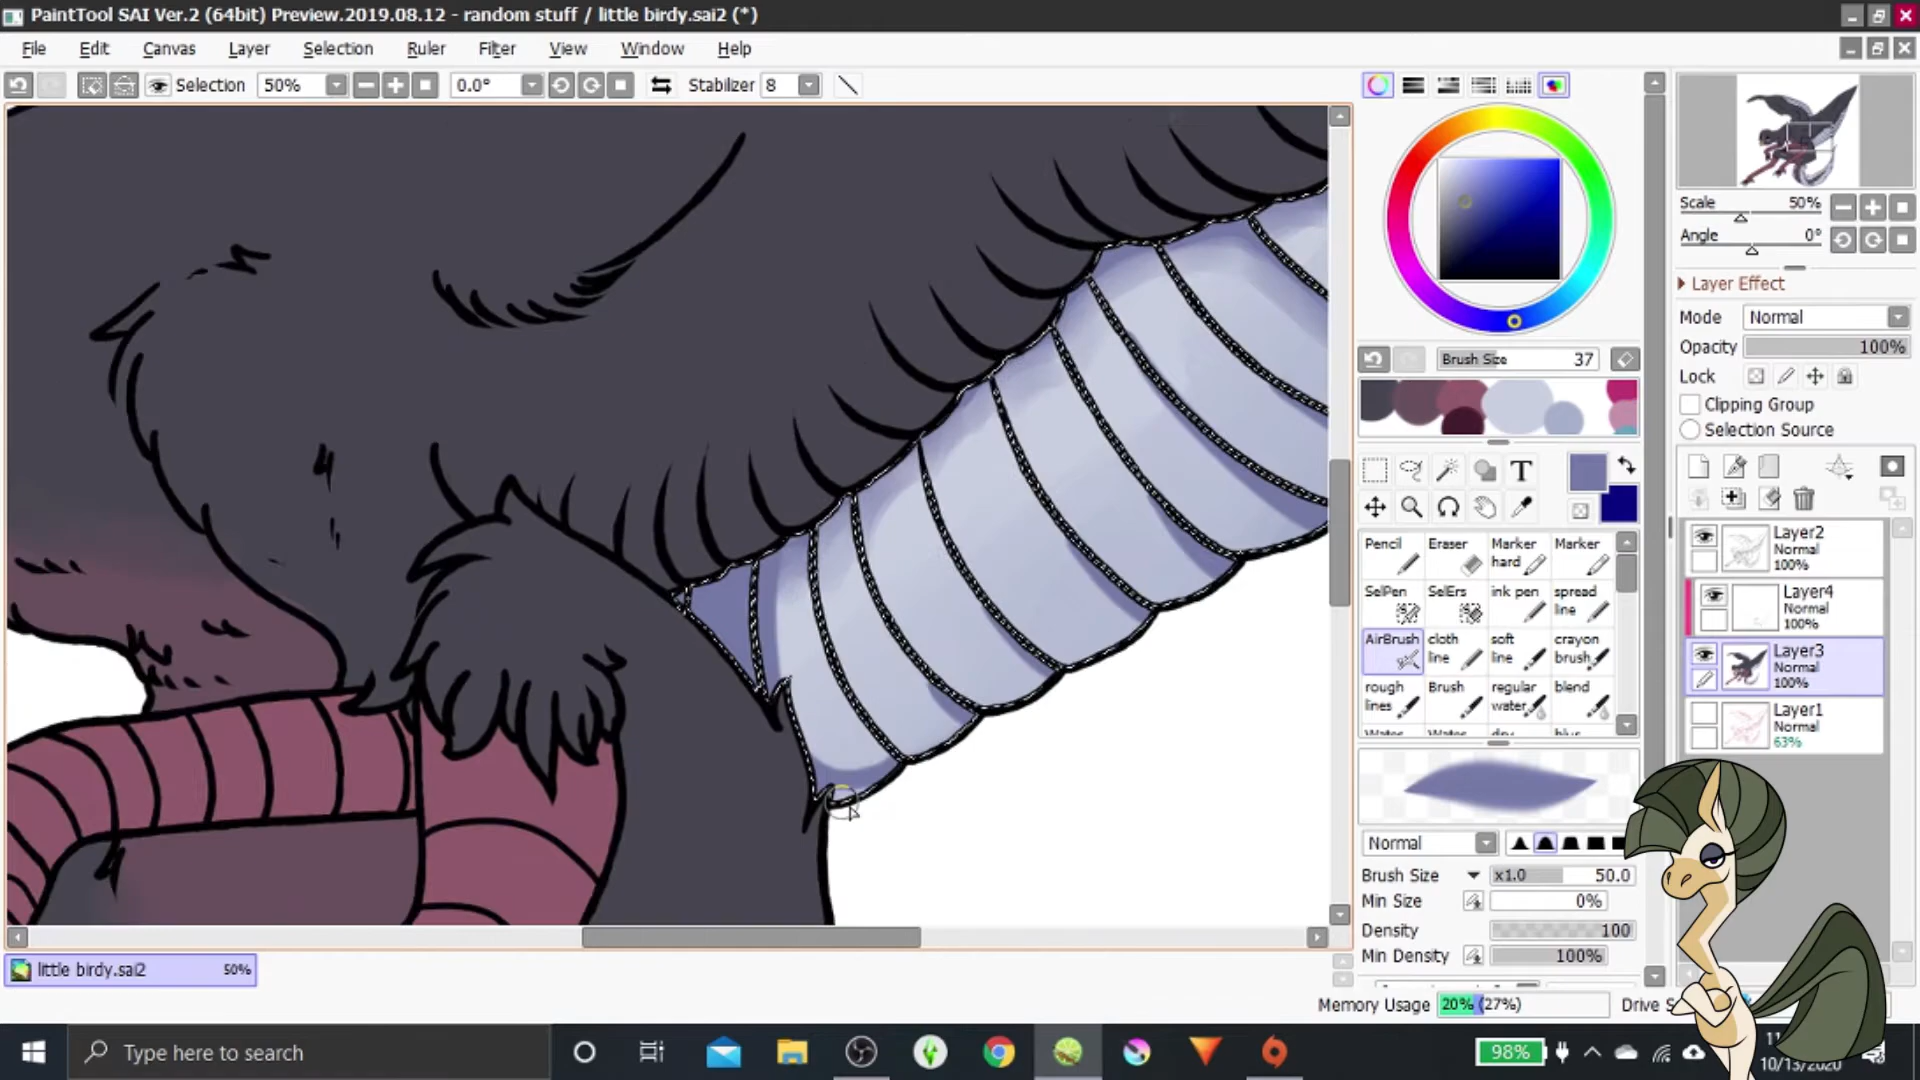 PaintTool SAI Ver.2 (64bit) Preview.2019.08.12 - random stuff / little birdy.sai2 (*)
File Edit Canvas Layer Selection Ruler Filter View Window Help
Selection 50% 0.0° Stabilizer 8
Scale 50%
Angle 0°
Layer Effect
Mode Normal
Opacity 100%
Lock
Clipping Group
Selection Source
Brush Size 37
T
Pencil Eraser Marker hard Marker
SelPen SelErs ink pen spread line
AirBrush cloth line soft line crayon brush
rough lines Brush regular water blend
Layer2
Normal
100%
Layer4
Normal
100%
Layer3
Normal
100%
Layer1
Normal
63%
Normal
Brush Size x1.0 50.0
Min Size 0%
Density 100
Min Density 100%
little birdy.sai2 50%
Memory Usage 20% (27%) Drive S
Type here to search
98%
10/13/2020